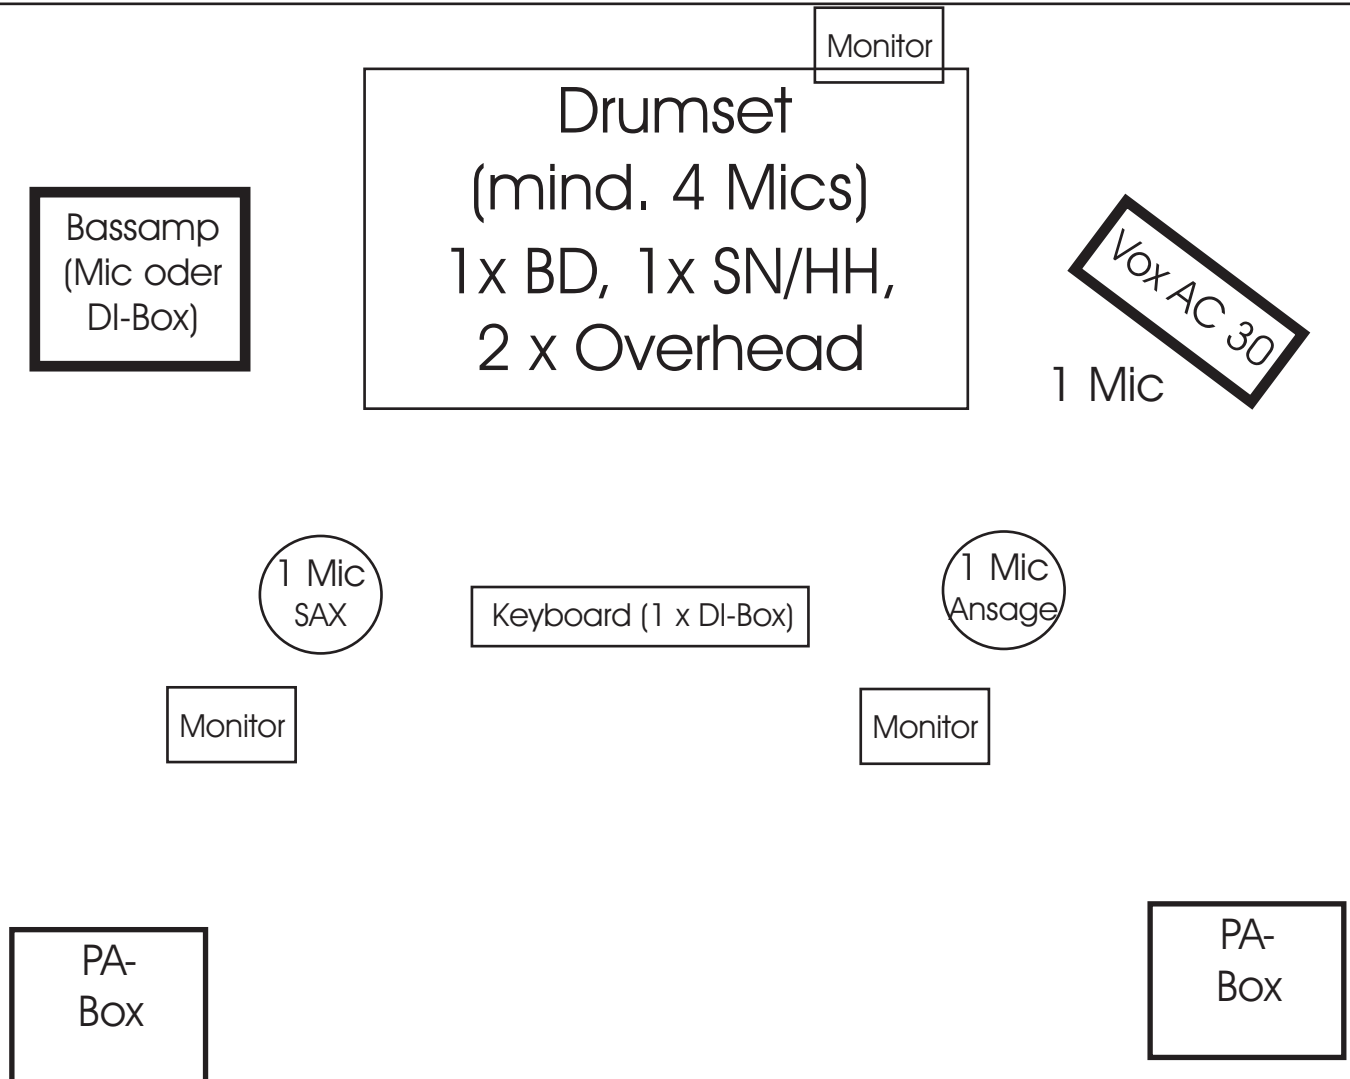 Monitor
Drumset
(mind. 4 Mics)
1x BD, 1x SN/HH,
2 x Overhead
Bassamp
(Mic oder
DI-Box)
Vox AC 30
1 Mic
1 Mic
SAX
Keyboard (1 x DI-Box)
1 Mic
Ansage
Monitor
Monitor
PA-
Box
PA-
Box